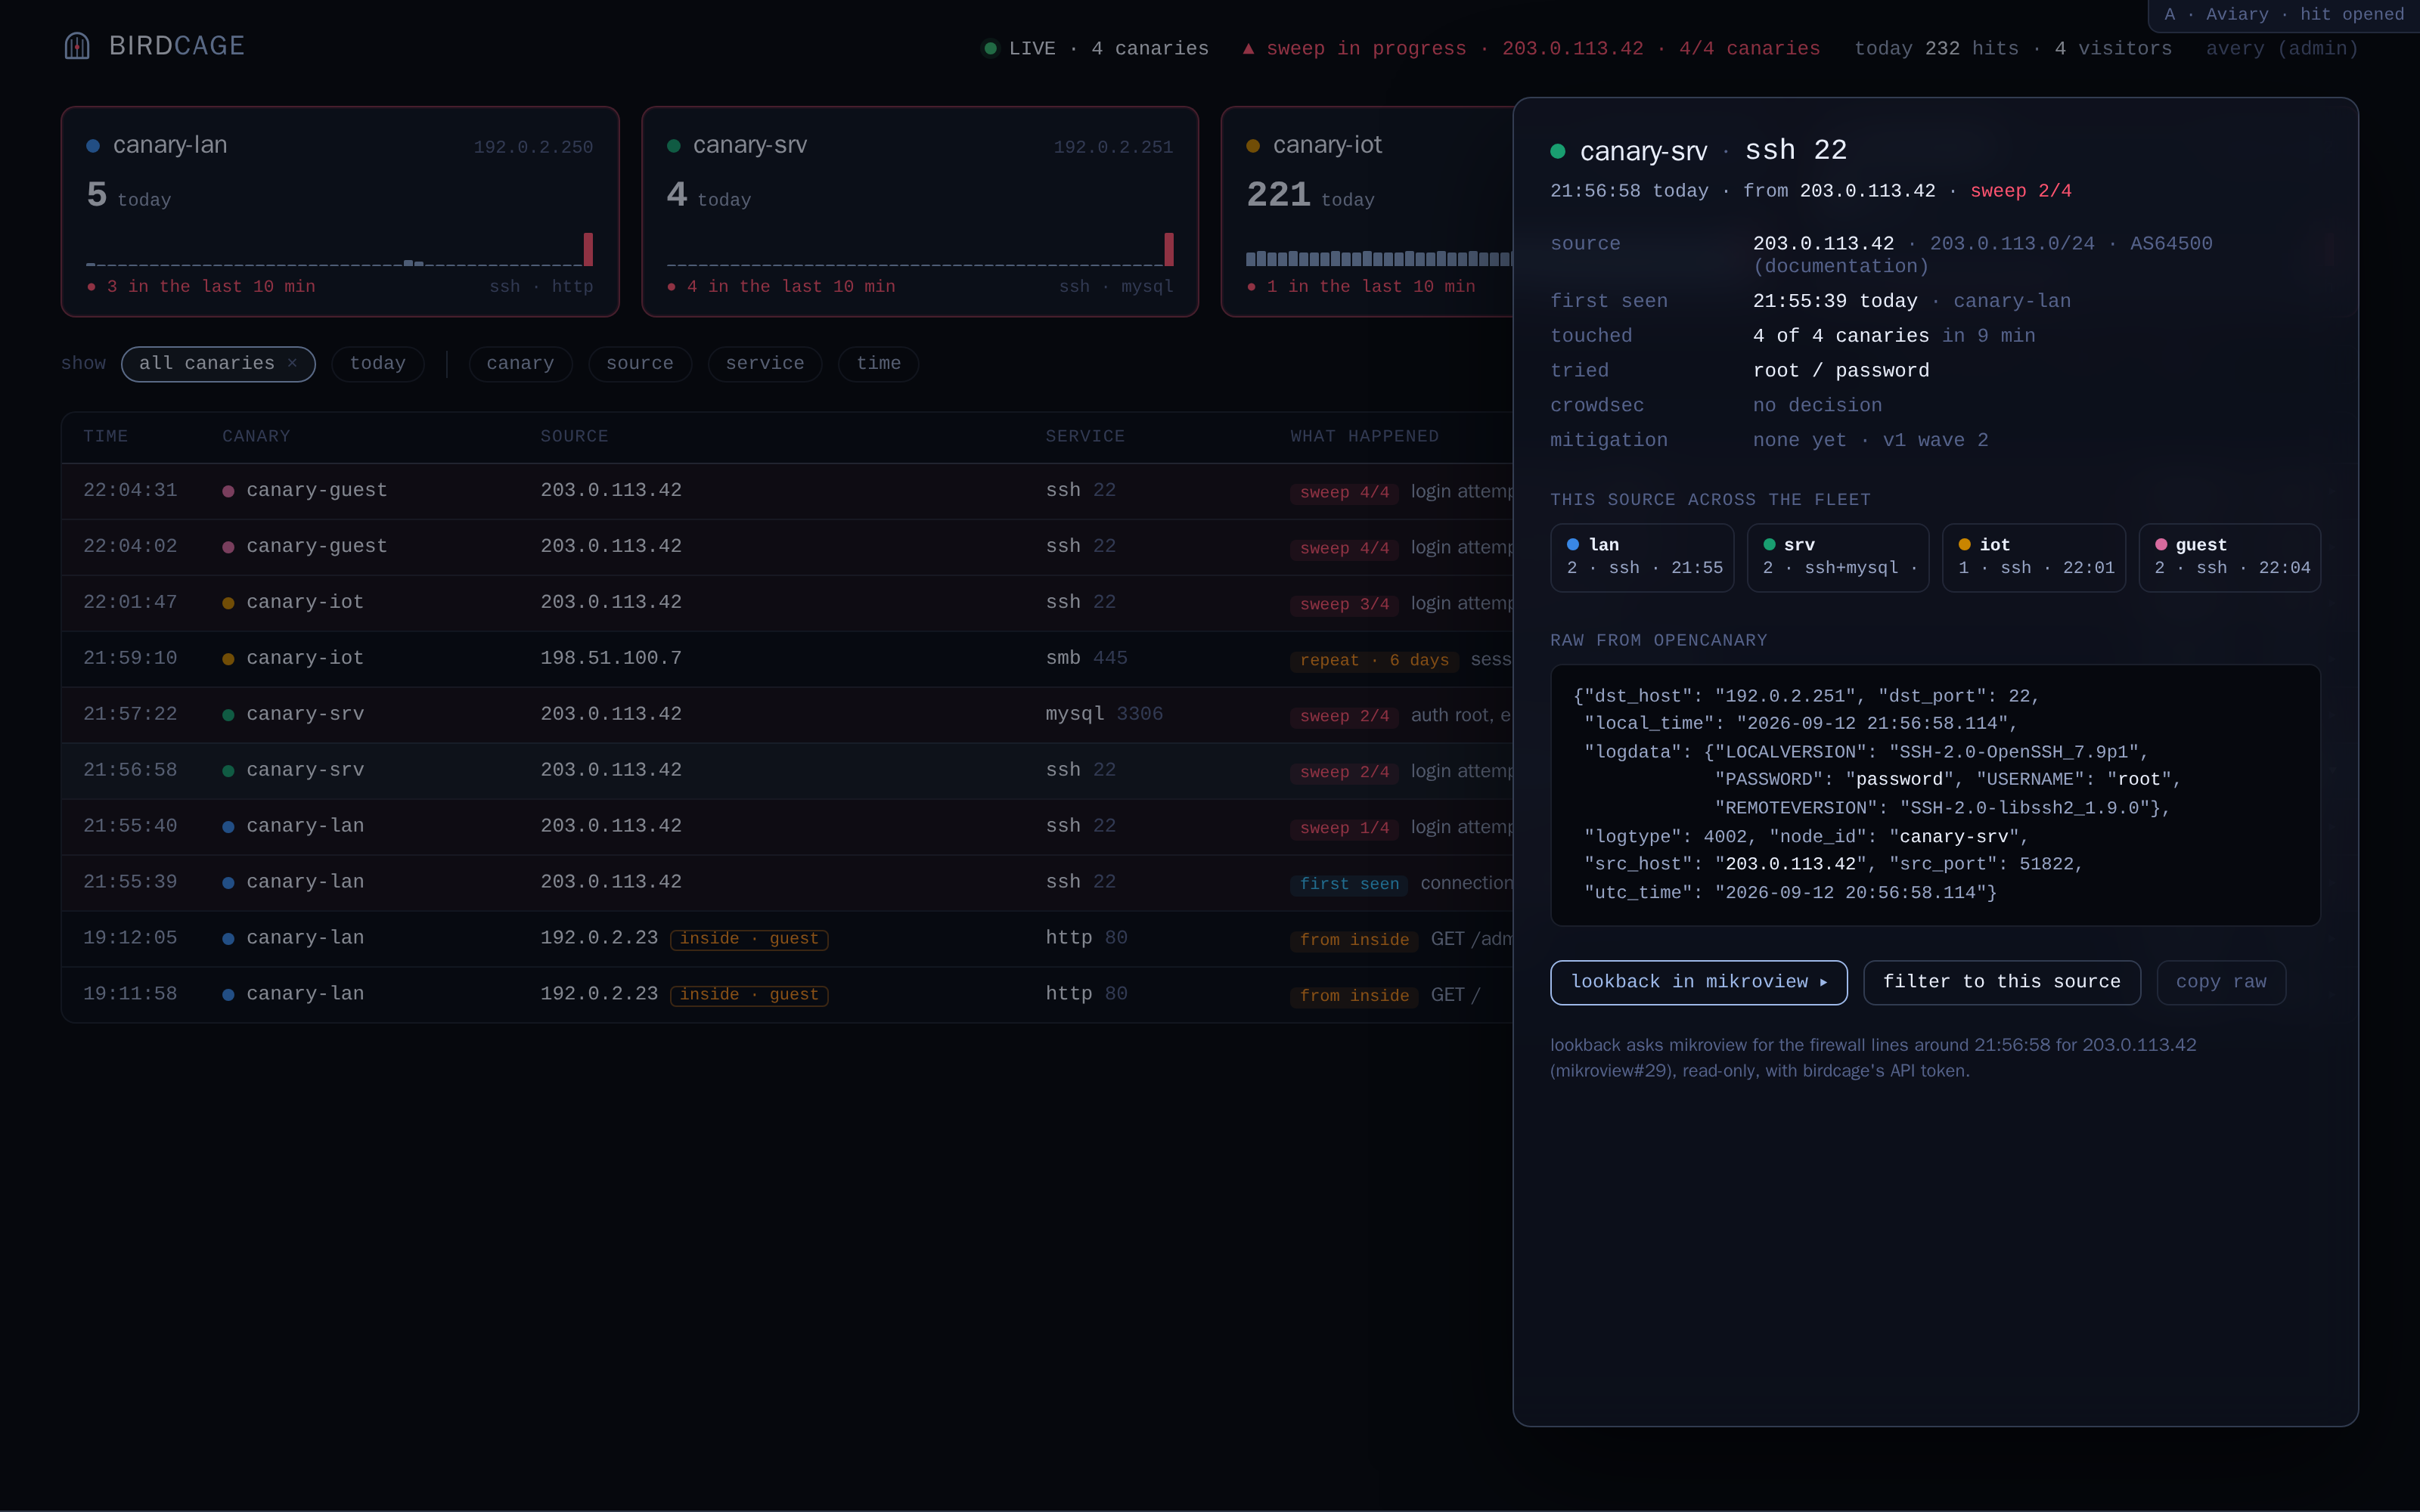 A · Aviary · hit opened
BIRDCAGE
LIVE · 4 canaries ▲ sweep in progress · 203.0.113.42 · 4/4 canaries today 232 hits · 4 visitors avery (admin)
canary-lan 192.0.2.250
5 today
● 3 in the last 10 min ssh · http
canary-srv 192.0.2.251
4 today
● 4 in the last 10 min ssh · mysql
canary-iot
221 today
● 1 in the last 10 min
show all canaries × today canary source service time
TIME CANARY SOURCE SERVICE WHAT HAPPENED
22:04:31 canary-guest 203.0.113.42 ssh 22 sweep 4/4 login attemp
22:04:02 canary-guest 203.0.113.42 ssh 22 sweep 4/4 login attemp
22:01:47 canary-iot 203.0.113.42 ssh 22 sweep 3/4 login attemp
21:59:10 canary-iot 198.51.100.7 smb 445 repeat · 6 days sess
21:57:22 canary-srv 203.0.113.42 mysql 3306 sweep 2/4 auth root, e
21:56:58 canary-srv 203.0.113.42 ssh 22 sweep 2/4 login attemp
21:55:40 canary-lan 203.0.113.42 ssh 22 sweep 1/4 login attemp
21:55:39 canary-lan 203.0.113.42 ssh 22 first seen connection
19:12:05 canary-lan 192.0.2.23 inside · guest http 80 from inside GET /adm
19:11:58 canary-lan 192.0.2.23 inside · guest http 80 from inside GET /
canary-srv · ssh 22
21:56:58 today · from 203.0.113.42 · sweep 2/4
source 203.0.113.42 · 203.0.113.0/24 · AS64500
(documentation)
first seen 21:55:39 today · canary-lan
touched 4 of 4 canaries in 9 min
tried root / password
crowdsec no decision
mitigation none yet · v1 wave 2
THIS SOURCE ACROSS THE FLEET
lan
2 · ssh · 21:55
srv
2 · ssh+mysql ·
iot
1 · ssh · 22:01
guest
2 · ssh · 22:04
RAW FROM OPENCANARY
{"dst_host": "192.0.2.251", "dst_port": 22,
"local_time": "2026-09-12 21:56:58.114",
"logdata": {"LOCALVERSION": "SSH-2.0-OpenSSH_7.9p1",
"PASSWORD": "password", "USERNAME": "root",
"REMOTEVERSION": "SSH-2.0-libssh2_1.9.0"},
"logtype": 4002, "node_id": "canary-srv",
"src_host": "203.0.113.42", "src_port": 51822,
"utc_time": "2026-09-12 20:56:58.114"}
lookback in mikroview ▸ filter to this source copy raw
lookback asks mikroview for the firewall lines around 21:56:58 for 203.0.113.42
(mikroview#29), read-only, with birdcage's API token.